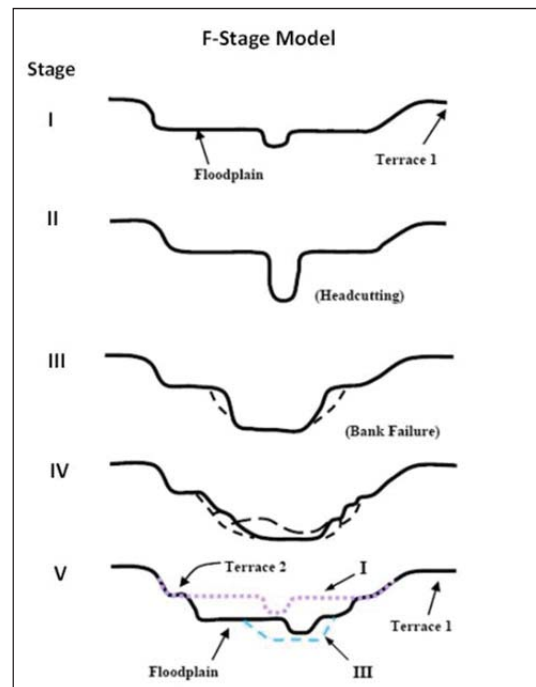 F-Stage Model
Stage
I
Floodplain
Terrace 1
II
(Headcutting)
III
(Bank Failure)
IV
V
Terrace 2
I
Terrace 1
Floodplain
III